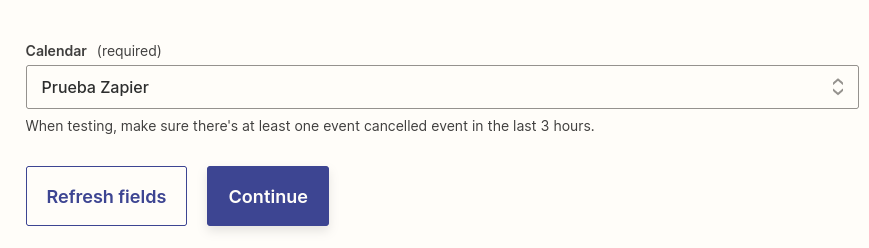 Calendar (required)
Prueba Zapier
When testing, make sure there's at least one event cancelled event in the last 3 hours.
Refresh fields Continue